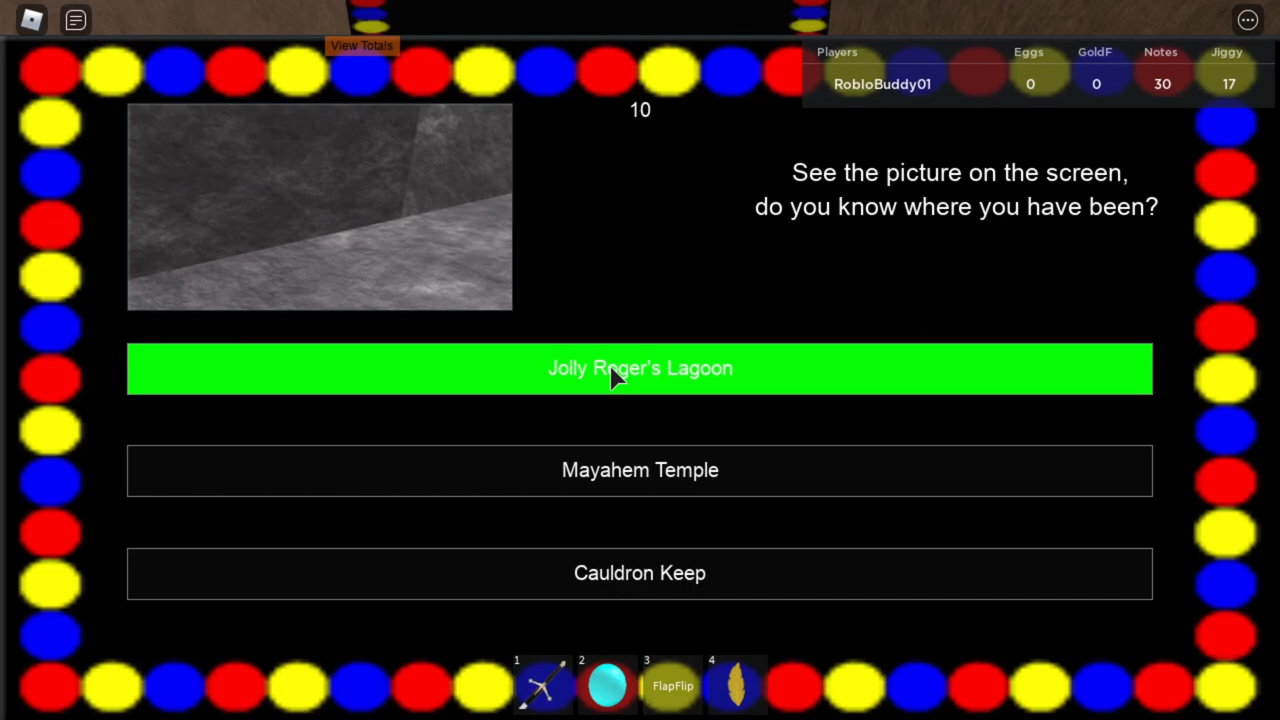 View Totals
Players Eggs GoldF Notes Jiggy
RobloBuddy01 0 0 30 17
10
See the picture on the screen,
do you know where you have been?
Jolly Roger's Lagoon
Mayahem Temple
Cauldron Keep
1 2 3 4
FlapFlip